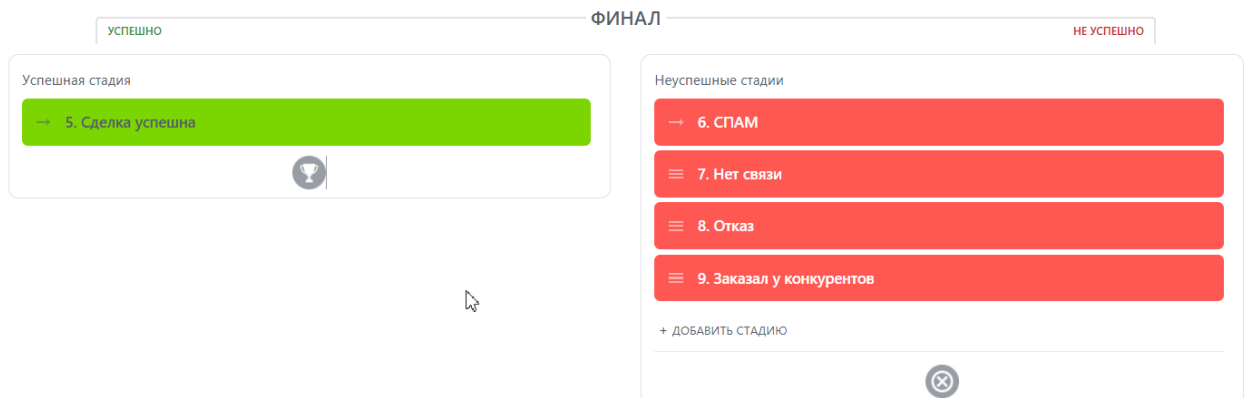 ФИНАЛ
УСПЕШНО
НЕ УСПЕШНО
Успешная стадия
→ 5. Сделка успешна
Неуспешные стадии
→ 6. СПАМ
7. Нет связи
8. Отказ
9. Заказал у конкурентов
+ ДОБАВИТЬ СТАДИЮ